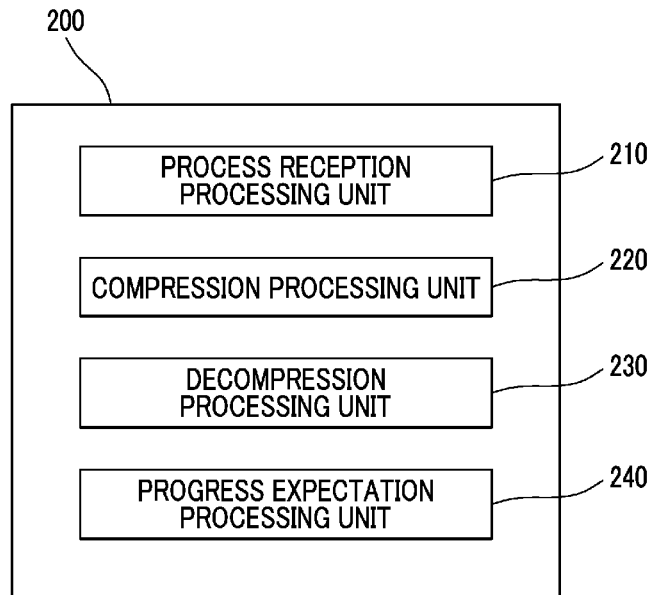 200
PROCESS RECEPTION
PROCESSING UNIT
210
COMPRESSION PROCESSING UNIT
220
DECOMPRESSION
PROCESSING UNIT
230
PROGRESS EXPECTATION
PROCESSING UNIT
240